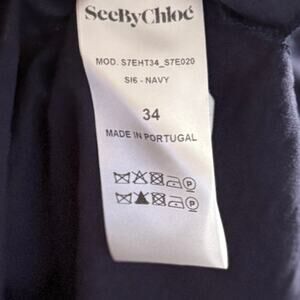 SeeByChloé
MOD. S7EHT34_S7E020
SI6 - NAVY
34
MADE IN PORTUGAL